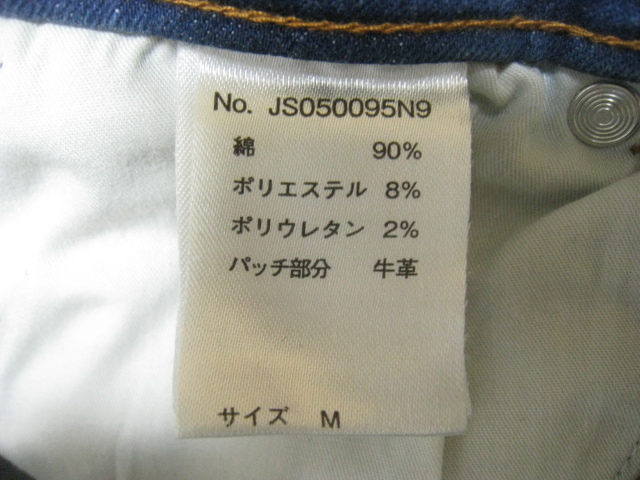 No. JS050095N9
綿 90%
ポリエステル 8%
ポリウレタン 2%
パッチ部分 牛革
サイズ M